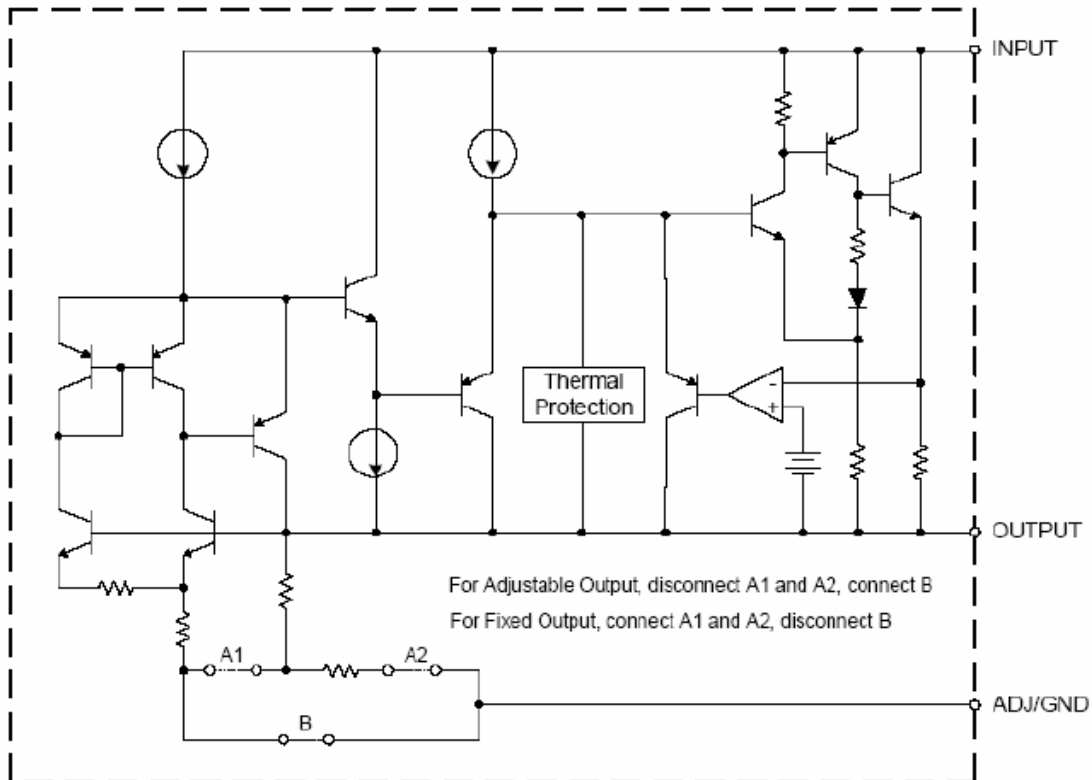 INPUT
Thermal
Protection
-
+
OUTPUT
For Adjustable Output, disconnect A1 and A2, connect B
For Fixed Output, connect A1 and A2, disconnect B
A1
A2
ADJ/GND
B